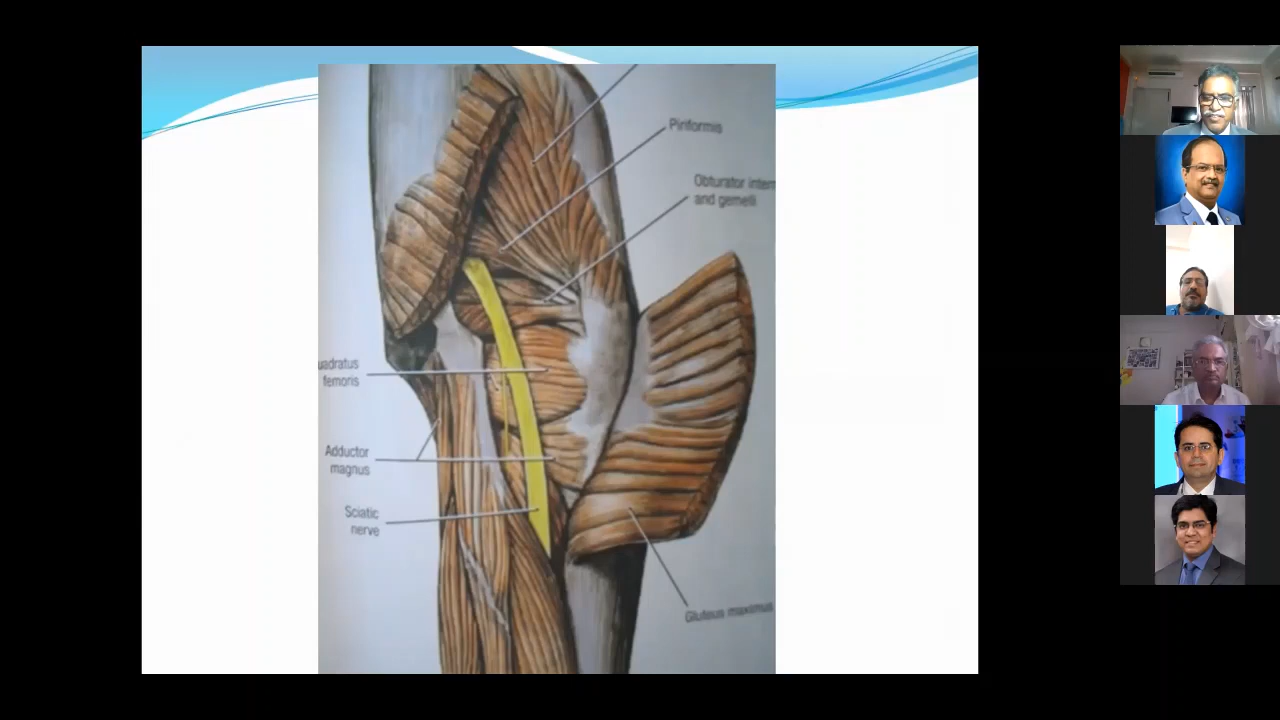 Piriformis
Obturator intern
and gemelli
uadratus
femoris
Adductor
magnus
Sciatic
nerve
Gluteus maximus